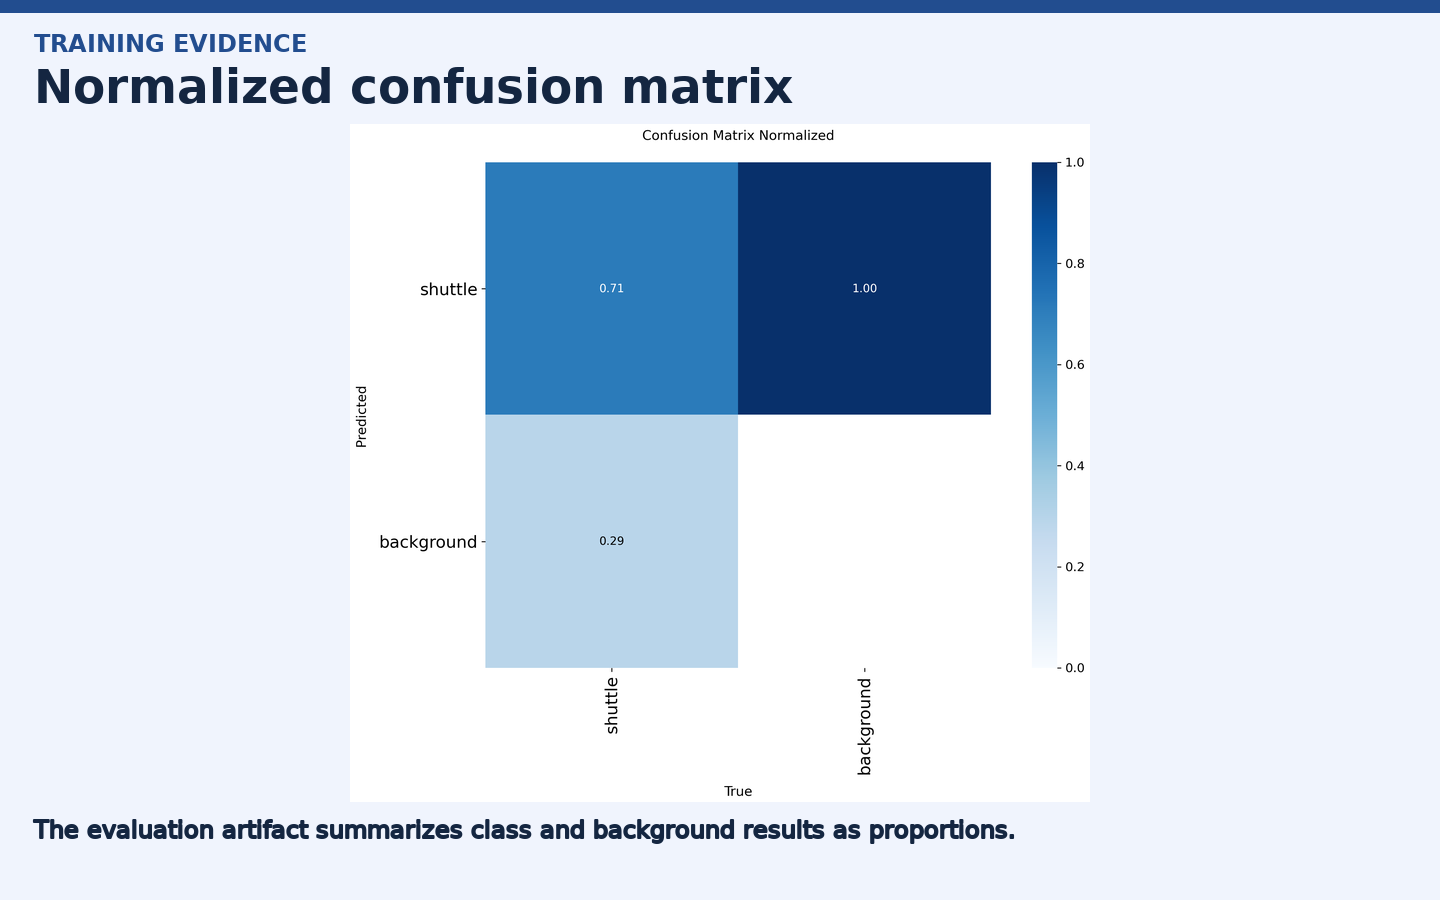 TRAINING EVIDENCE
Normalized confusion matrix
Confusion Matrix Normalized
1.0
0.8
0.6
0.4
0.2
0.0
Predicted
shuttle
0.71
1.00
background
0.29
shuttle
background
True
The evaluation artifact summarizes class and background results as proportions.